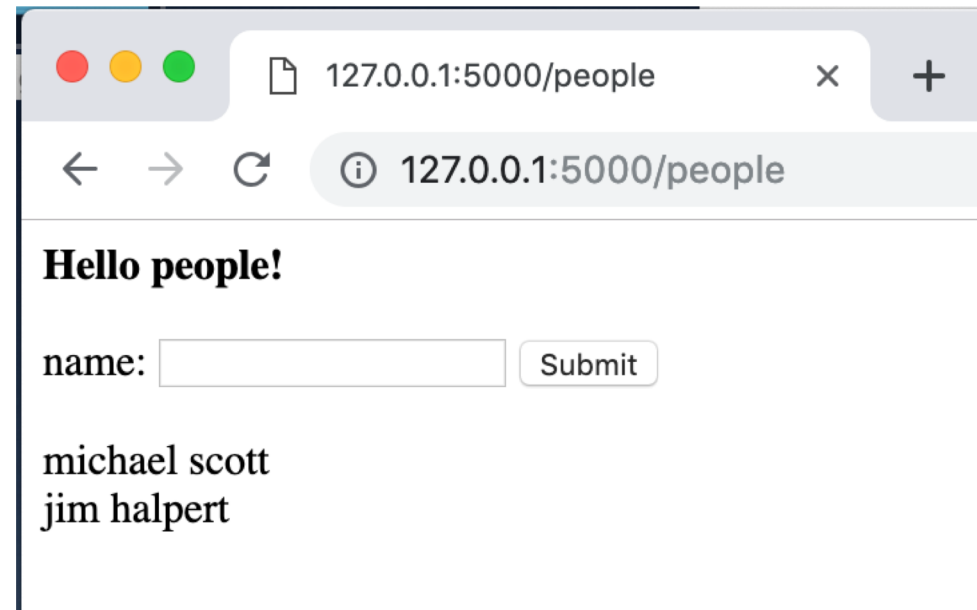 127.0.0.1:5000/people
127.0.0.1:5000/people
Hello people!
name: Submit
michael scott
jim halpert